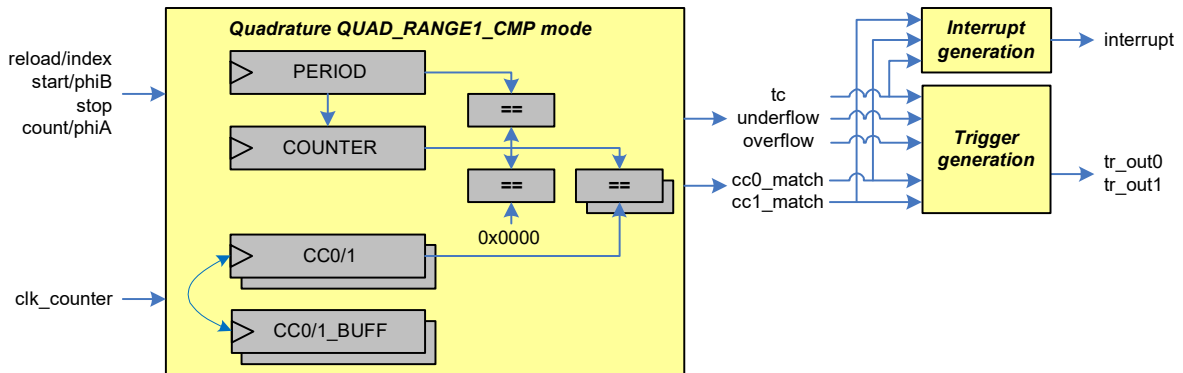 Quadrature QUAD_RANGE1_CMP mode
reload/index
start/phiB
stop
count/phiA
clk_counter
PERIOD
==
COUNTER
==
==
0x0000
CC0/1
CC0/1_BUFF
tc
underflow
overflow
cc0_match
cc1_match
Interrupt
generation
interrupt
Trigger
generation
tr_out0
tr_out1